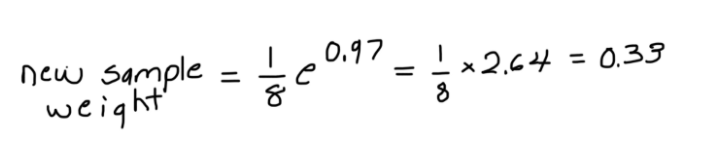 new sample weight = 1/8 e^0.97 = 1/8 × 2.64 = 0.33